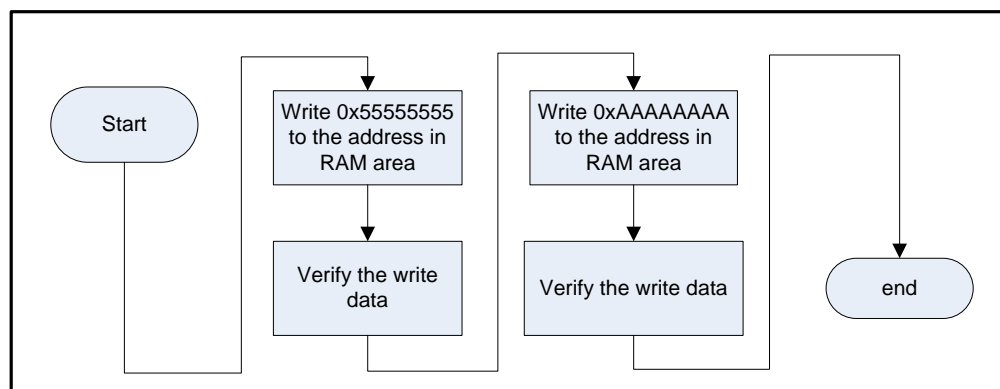 Start
Write 0x55555555
to the address in
RAM area
Verify the write
data
Write 0xAAAAAAAA
to the address in
RAM area
Verify the write data
end